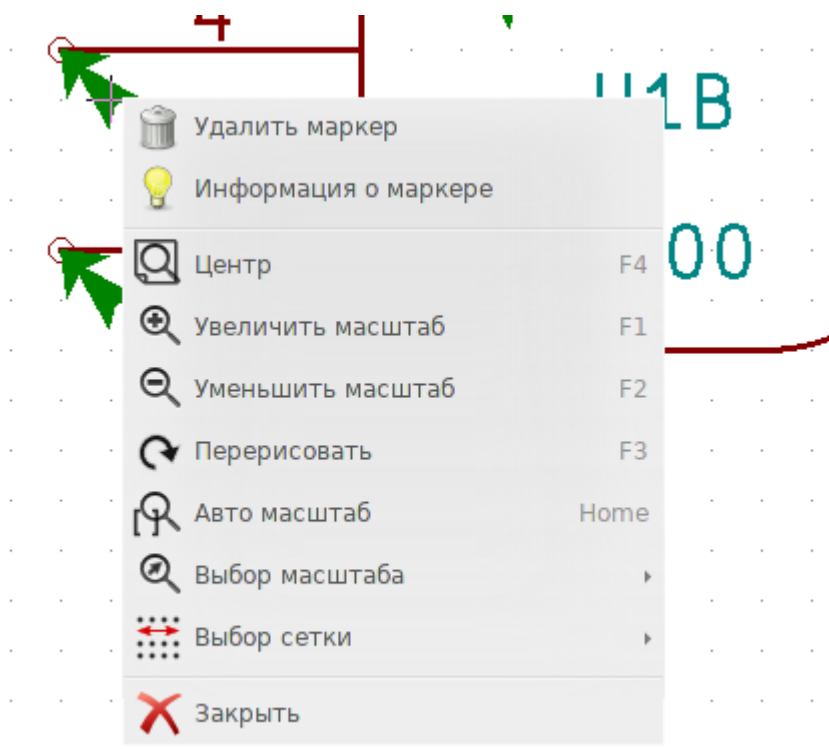 4
U1B
Удалить маркер
Информация о маркере
00
Центр F4
Увеличить масштаб F1
Уменьшить масштаб F2
Перерисовать F3
Авто масштаб Home
Выбор масштаба
Выбор сетки
Закрыть